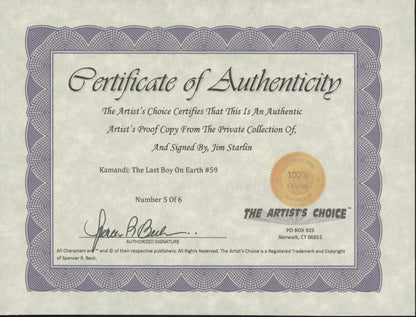 Certificate of Authenticity
The Artist's Choice Certifies That This Is An Authentic
Artist's Proof Copy From The Private Collection Of,
And Signed By, Jim Starlin
Kamandi: The Last Boy On Earth #59
100%
Number 5 Of 6
THE ARTIST'S CHOICE™
AUTHORIZED SIGNATURE
PO BOX 923
Norwalk, CT 06852
All Characters are ™ and © of their respective publishers. All Rights Reserved. The Artist's Choice is a Registered Trademark and Copyright
of Spencer R. Beck.